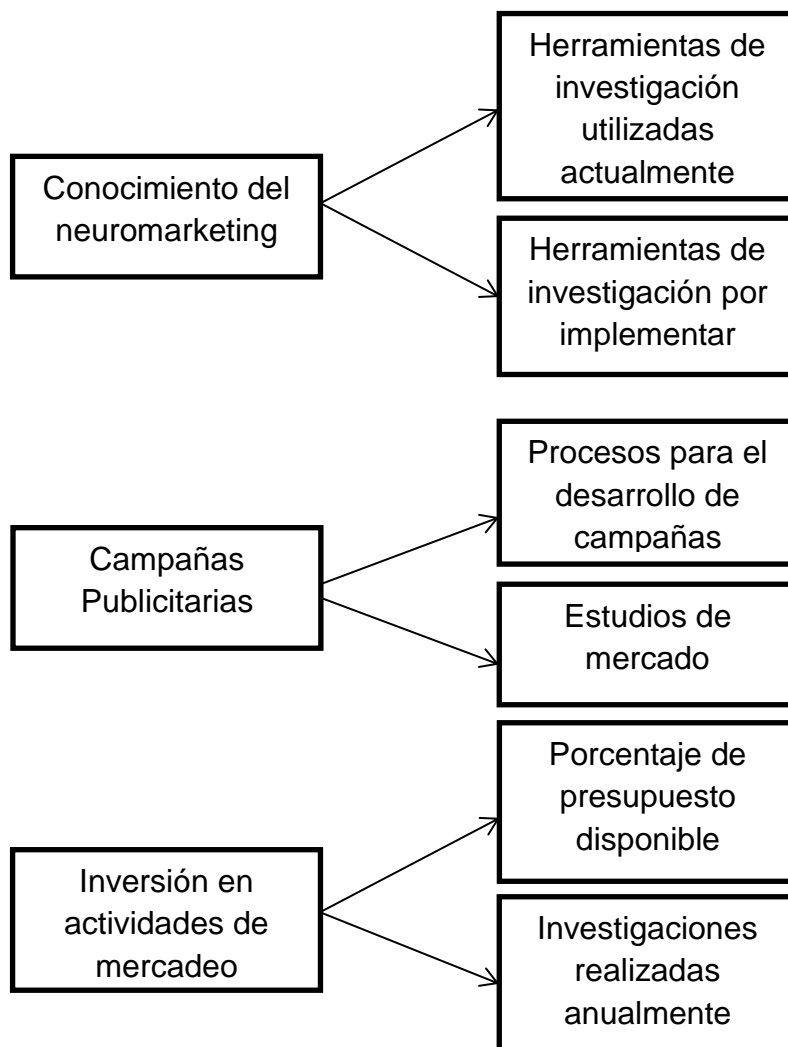 Conocimiento del
neuromarketing
Herramientas de
investigación
utilizadas
actualmente
Herramientas de
investigación por
implementar
Campañas
Publicitarias
Procesos para el
desarrollo de
campañas
Estudios de
mercado
Inversión en
actividades de
mercadeo
Porcentaje de
presupuesto
disponible
Investigaciones
realizadas
anualmente